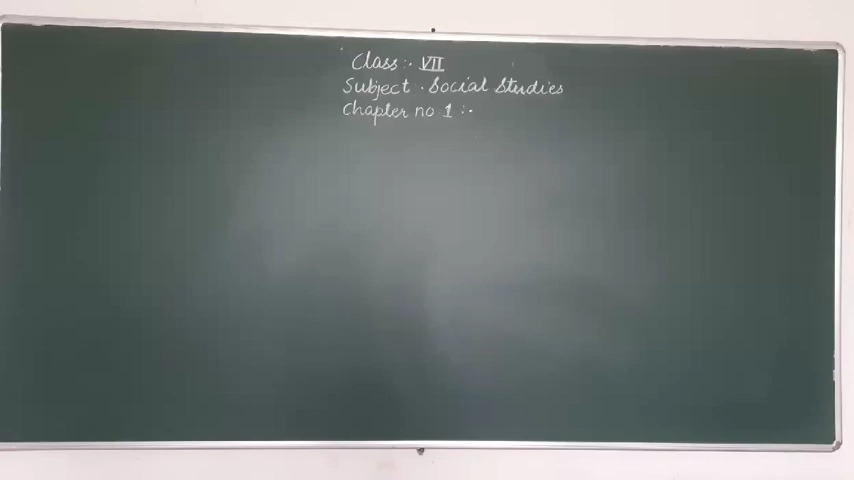 Class :- VII
Subject . Social Studies
Chapter no 1 :-